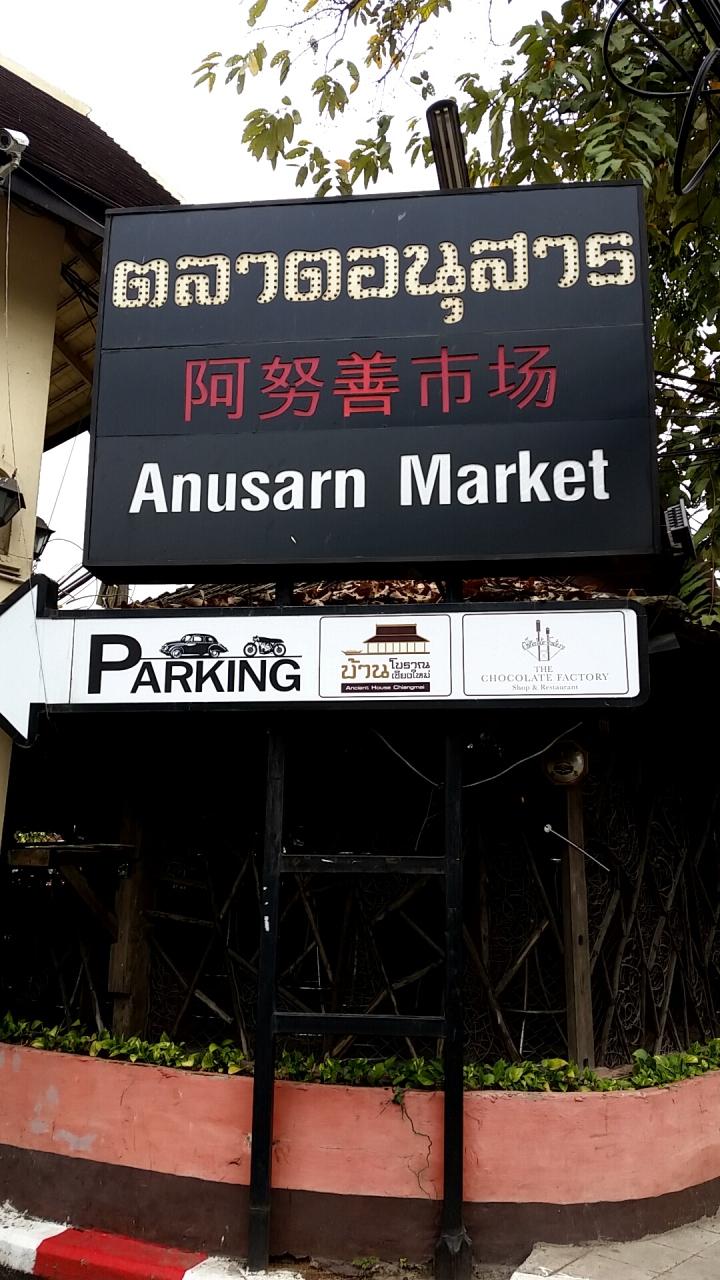 ตลาดอนุสาร
阿努善市场
Anusarn Market
PARKING
บ้าน โบราณ
เชียงใหม่
Ancient House Chiangmai
THE
CHOCOLATE FACTORY
Shop & Restaurant